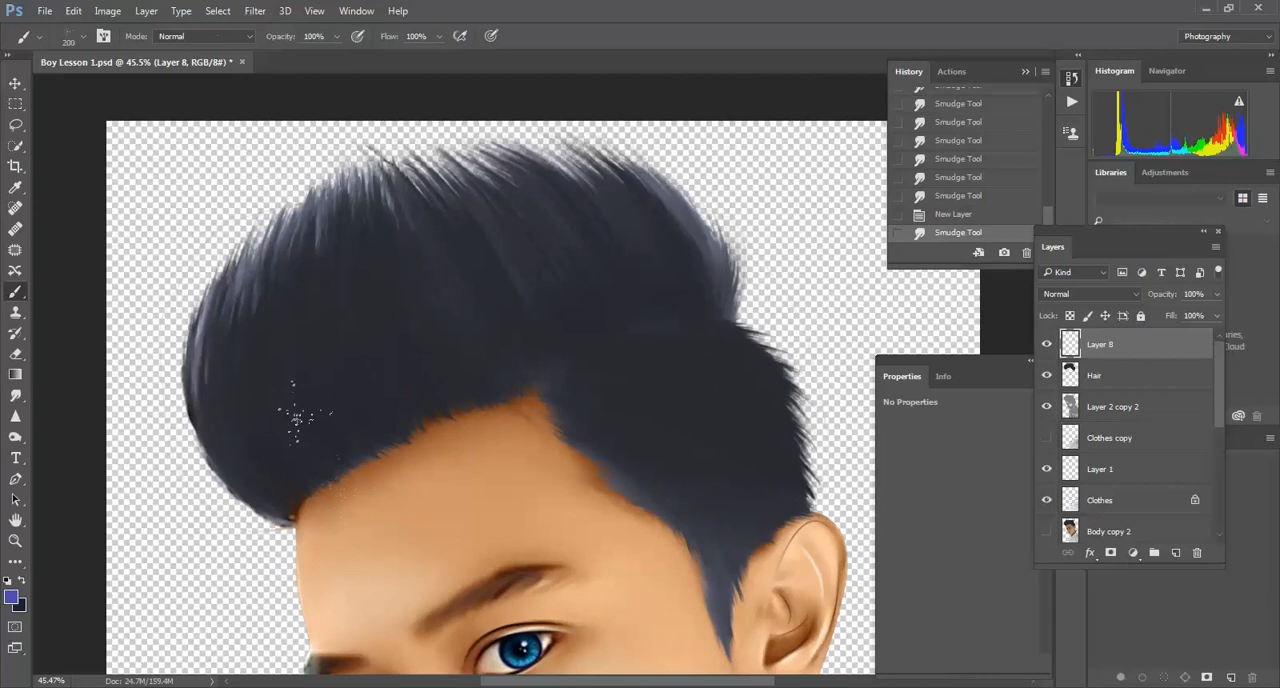 Ps File Edit Image Layer Type Select Filter 3D View Window Help
200 Mode: Normal Opacity: 100% Flow: 100% Photography
Boy Lesson 1.psd @ 45.5% (Layer 8, RGB/8#) *
History Actions
Smudge Tool
Smudge Tool
Smudge Tool
Smudge Tool
Smudge Tool
Smudge Tool
Smudge Tool
New Layer
Smudge Tool
Histogram Navigator
Libraries Adjustments
Layers
Kind
Normal Opacity: 100%
Lock: Fill: 100%
Layer 8
Hair
Layer 2 copy 2
Clothes copy
Layer 1
Clothes
Body copy 2
fx
Properties Info
No Properties
45.47% Doc: 24.7M/159.4M